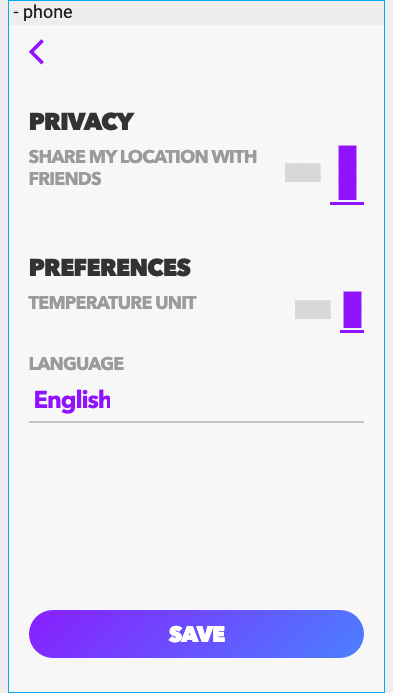 - phone
PRIVACY
SHARE MY LOCATION WITH
FRIENDS
PREFERENCES
TEMPERATURE UNIT
LANGUAGE
English
SAVE